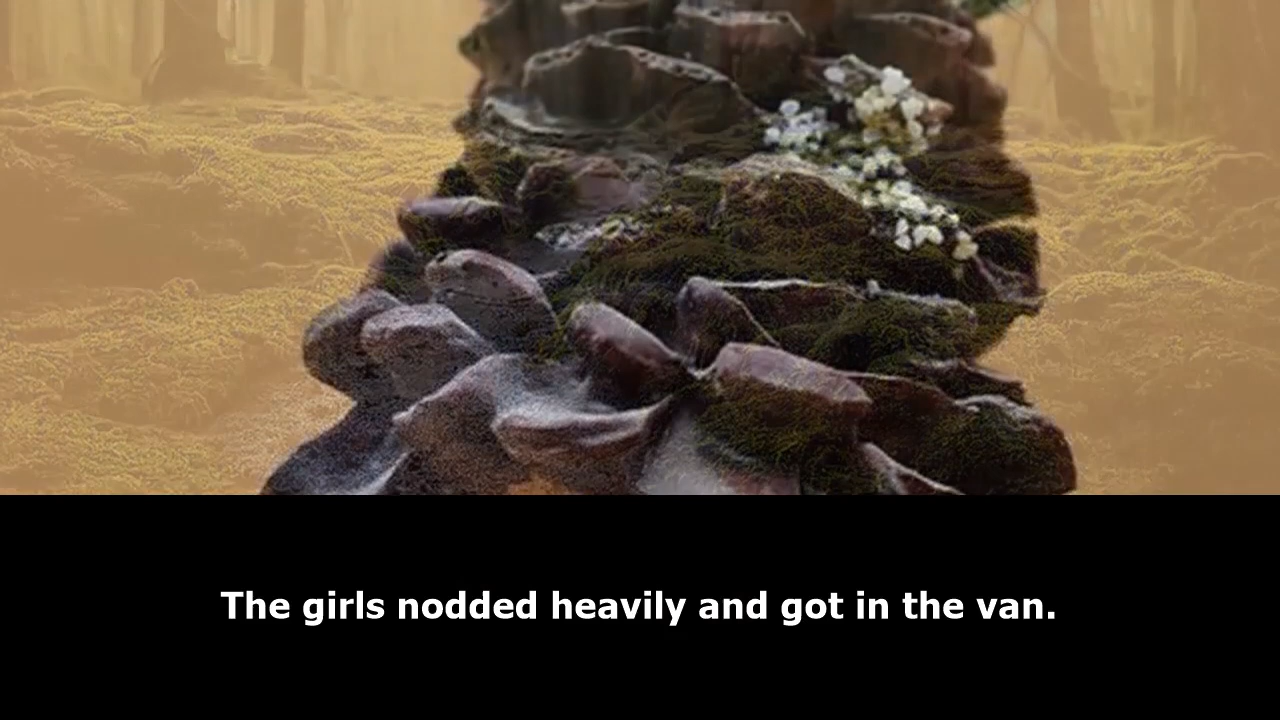 The girls nodded heavily and got in the van.